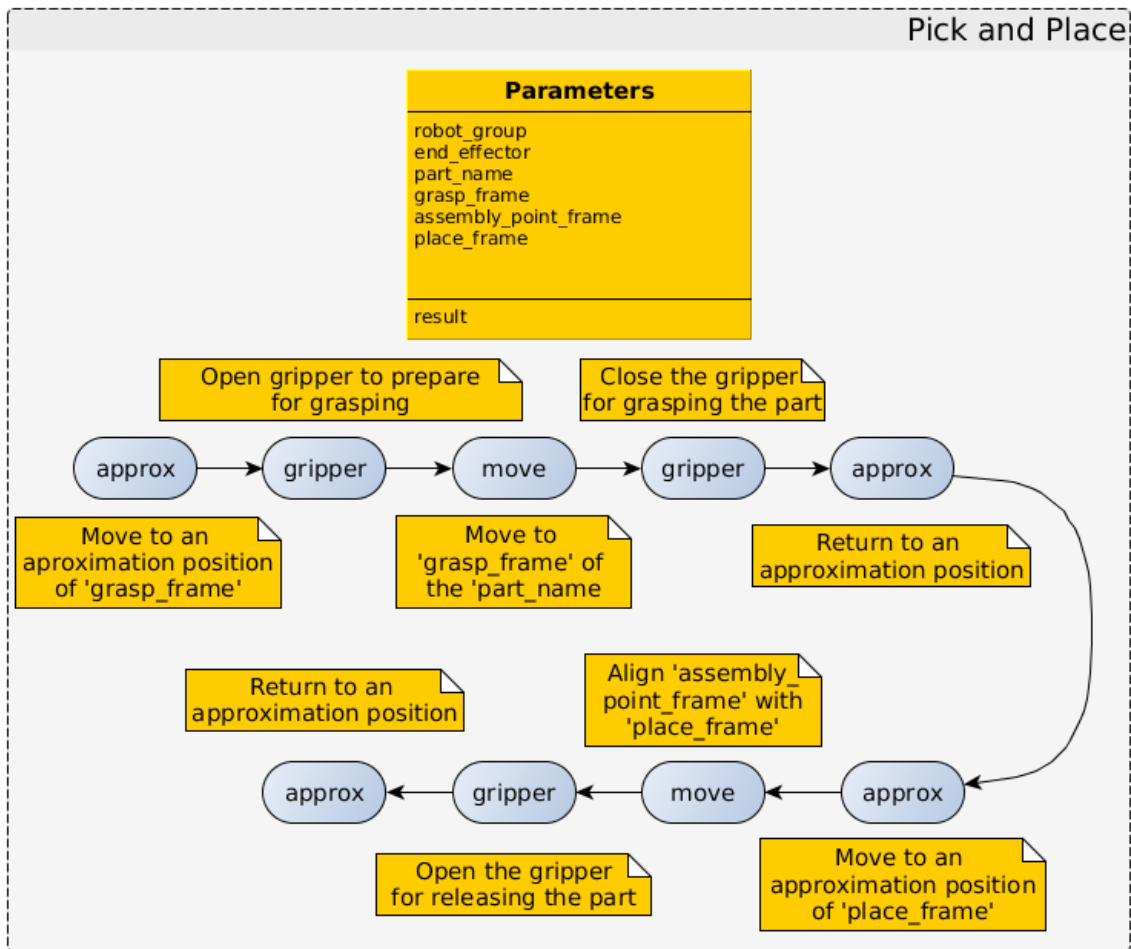 Pick and Place
Parameters
robot_group
end_effector
part_name
grasp_frame
assembly_point_frame
place_frame
result
Open gripper to prepare
for grasping
Close the gripper
for grasping the part
approx
gripper
move
gripper
approx
Move to an
aproximation position
of 'grasp_frame'
Move to
'grasp_frame' of
the 'part_name
Return to an
approximation position
Return to an
approximation position
Align 'assembly_
point_frame' with
'place_frame'
approx
gripper
move
approx
Open the gripper
for releasing the part
Move to an
approximation position
of 'place_frame'